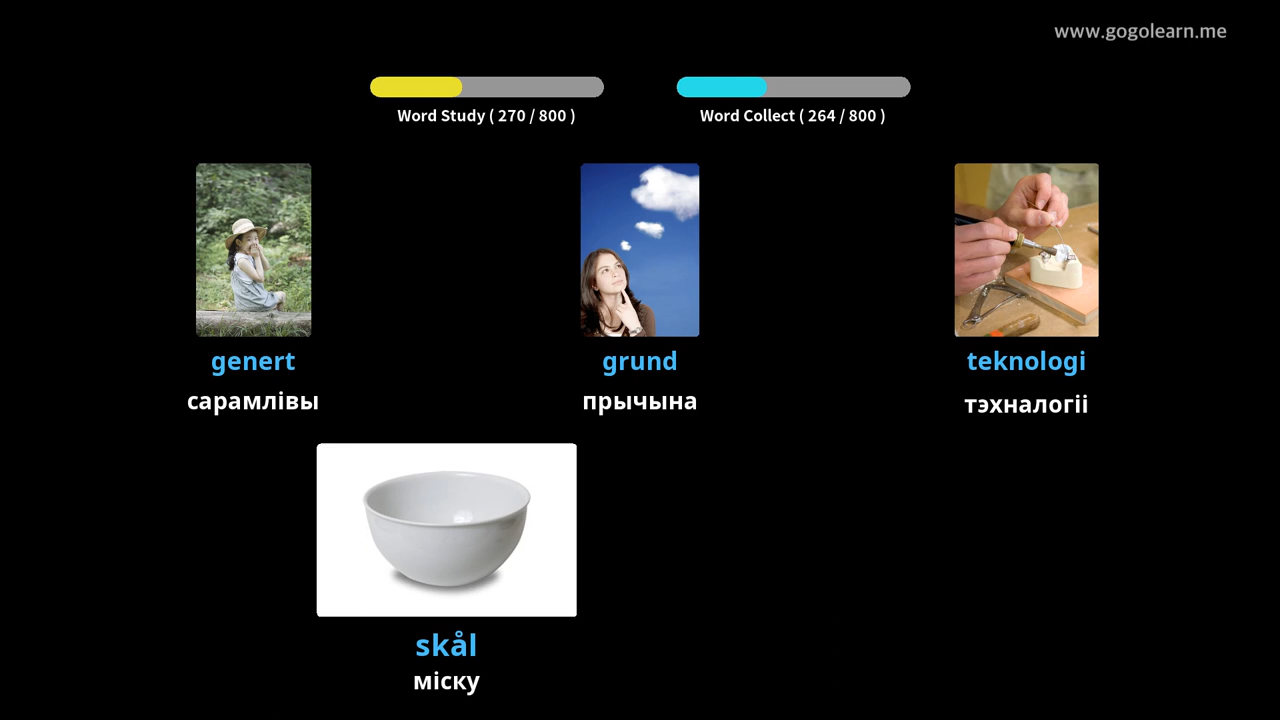 www.gogolearn.me
Word Study ( 270 / 800 )
Word Collect ( 264 / 800 )
genert
grund
teknologi
сарамлівы
прычына
тэхналогіі
skål
міску